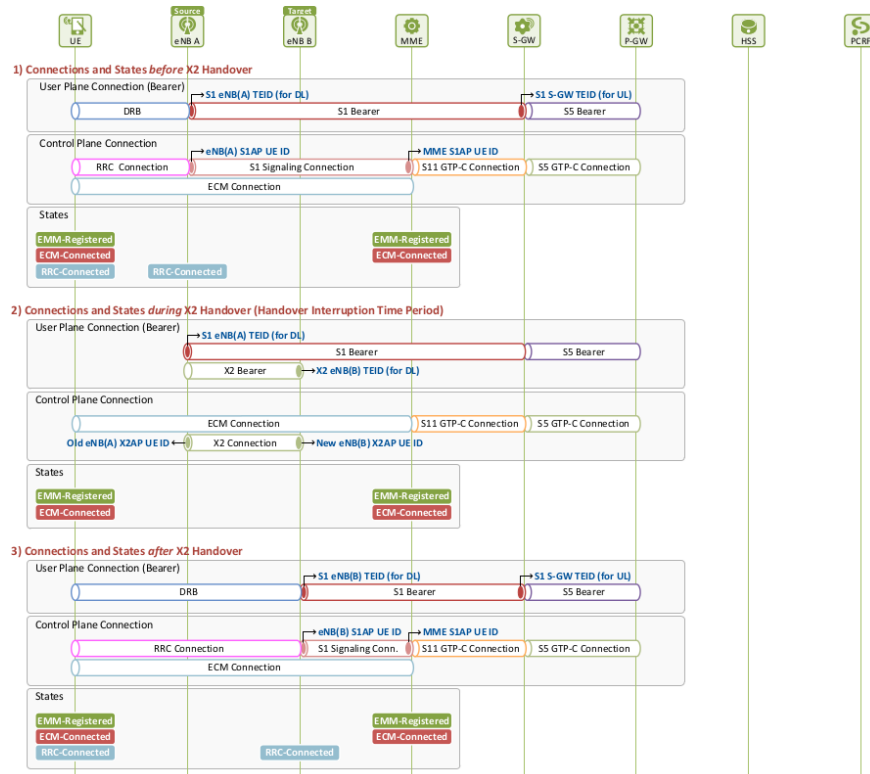 Source
Target
UE
eNB A
eNB B
MME
S-GW
P-GW
HSS
PCRF
1) Connections and States before X2 Handover
User Plane Connection (Bearer)
S1 eNB(A) TEID (for DL)
S1 S-GW TEID (for UL)
DRB
S1 Bearer
S5 Bearer
Control Plane Connection
eNB(A) S1AP UE ID
MME S1AP UE ID
RRC Connection
S1 Signaling Connection
S11 GTP-C Connection
S5 GTP-C Connection
ECM Connection
States
EMM-Registered
EMM-Registered
ECM-Connected
ECM-Connected
RRC-Connected
RRC-Connected
2) Connections and States during X2 Handover (Handover Interruption Time Period)
User Plane Connection (Bearer)
S1 eNB(A) TEID (for DL)
S1 Bearer
S5 Bearer
X2 Bearer
X2 eNB(B) TEID (for DL)
Control Plane Connection
ECM Connection
S11 GTP-C Connection
S5 GTP-C Connection
Old eNB(A) X2AP UE ID
X2 Connection
New eNB(B) X2AP UE ID
States
EMM-Registered
EMM-Registered
ECM-Connected
ECM-Connected
3) Connections and States after X2 Handover
User Plane Connection (Bearer)
S1 eNB(B) TEID (for DL)
S1 S-GW TEID (for UL)
DRB
S1 Bearer
S5 Bearer
Control Plane Connection
eNB(B) S1AP UE ID
MME S1AP UE ID
RRC Connection
S1 Signaling Conn.
S11 GTP-C Connection
S5 GTP-C Connection
ECM Connection
States
EMM-Registered
EMM-Registered
ECM-Connected
ECM-Connected
RRC-Connected
RRC-Connected